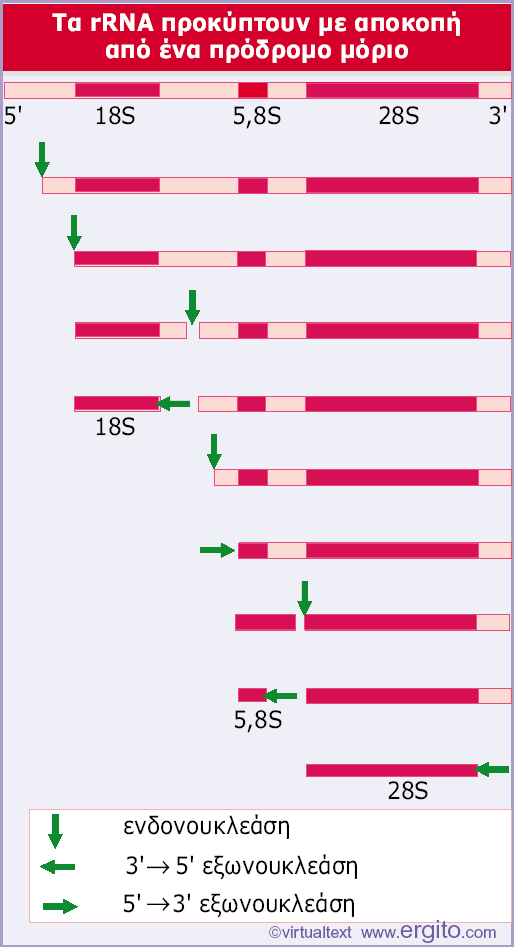 Τα rRNA προκύπτουν με αποκοπή
από ένα πρόδρομο μόριο
5' 18S 5,8S 28S 3'
18S
5,8S
28S
ενδονουκλεάση
3'→5' εξωνουκλεάση
5'→3' εξωνουκλεάση
©virtualtext www.ergito.com